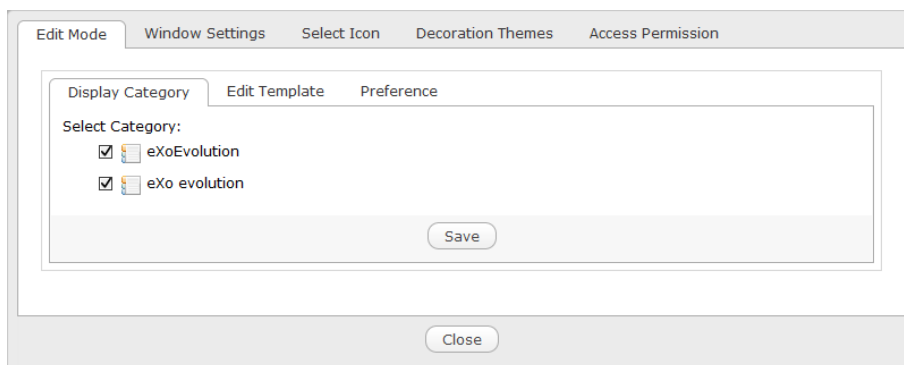 Edit Mode Window Settings Select Icon Decoration Themes Access Permission
Display Category Edit Template Preference
Select Category:
eXoEvolution
eXo evolution
Save
Close